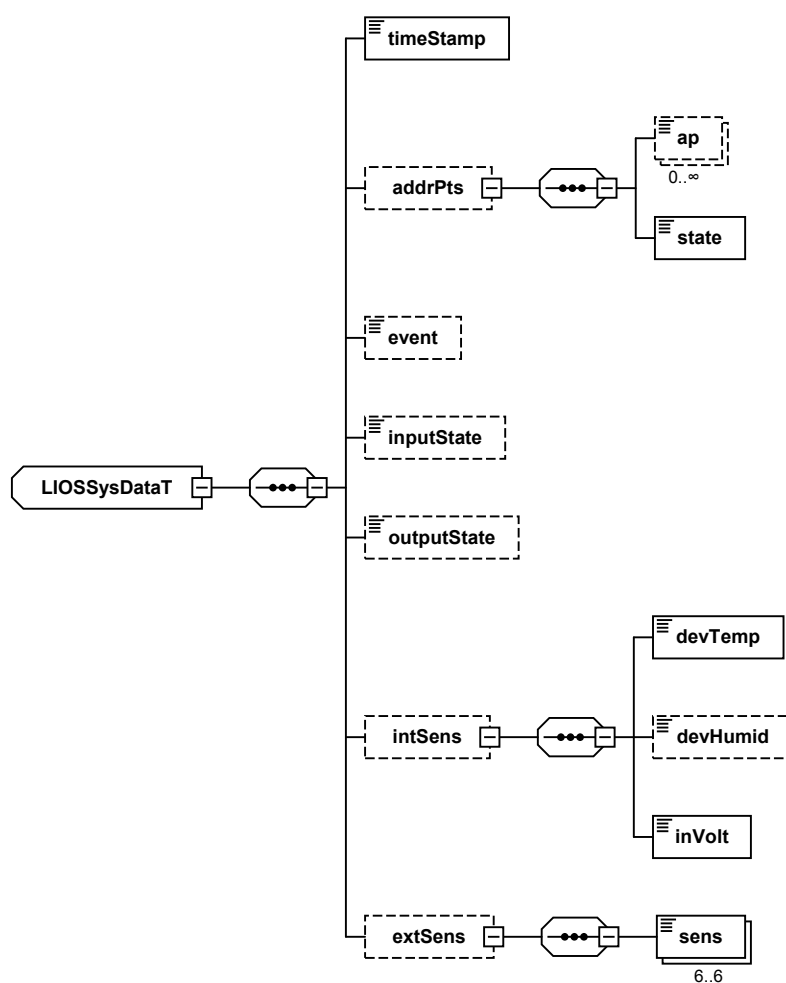 timeStamp
ap
0..∞
addrPts
state
event
inputState
LIOSSysDataT
outputState
devTemp
intSens
devHumid
inVolt
extSens
sens
6..6